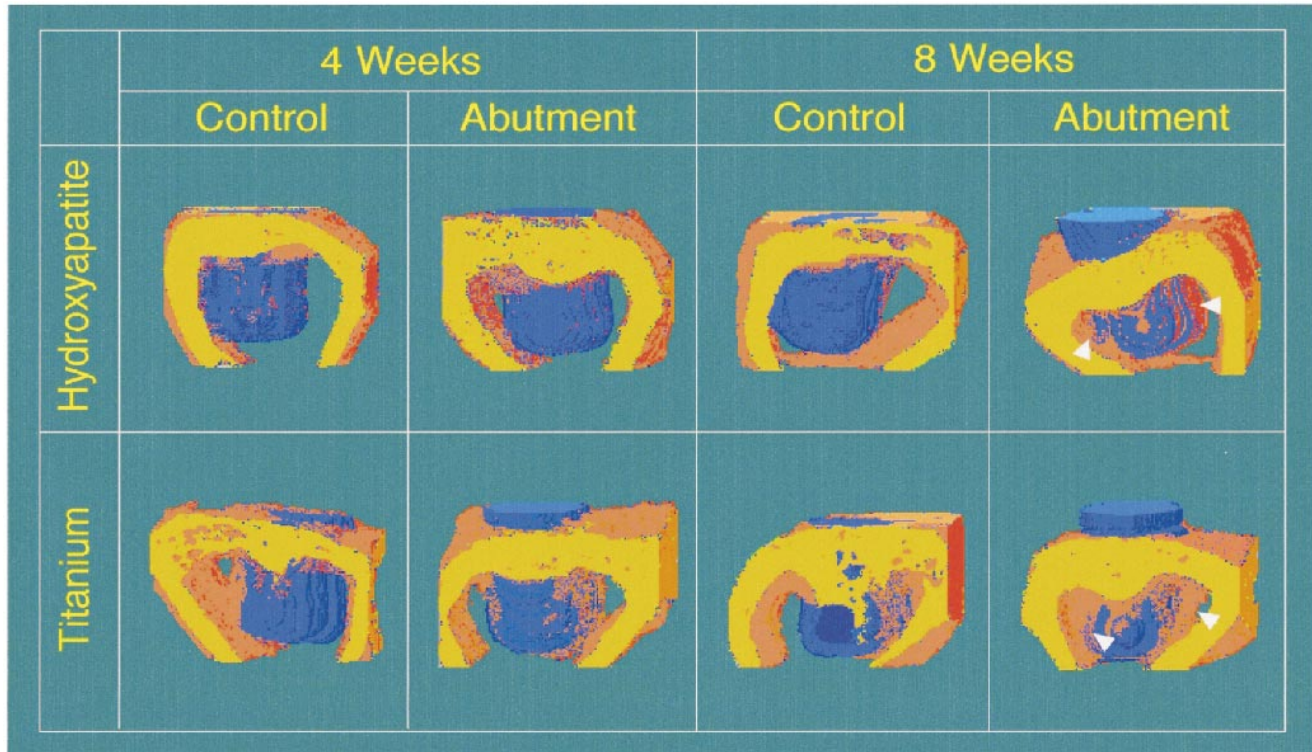 4 Weeks
8 Weeks
Control
Abutment
Control
Abutment
Hydroxyapatite
Titanium